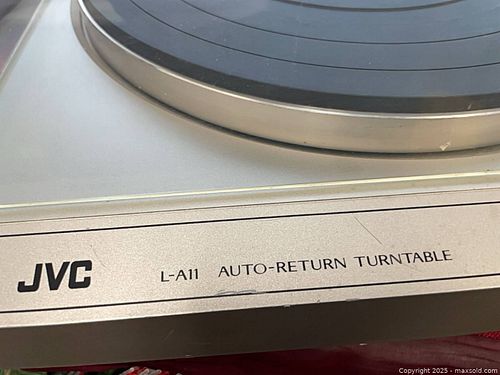 JVC L-A11 AUTO-RETURN TURNTABLE
Copyright 2025 - maxsold.com